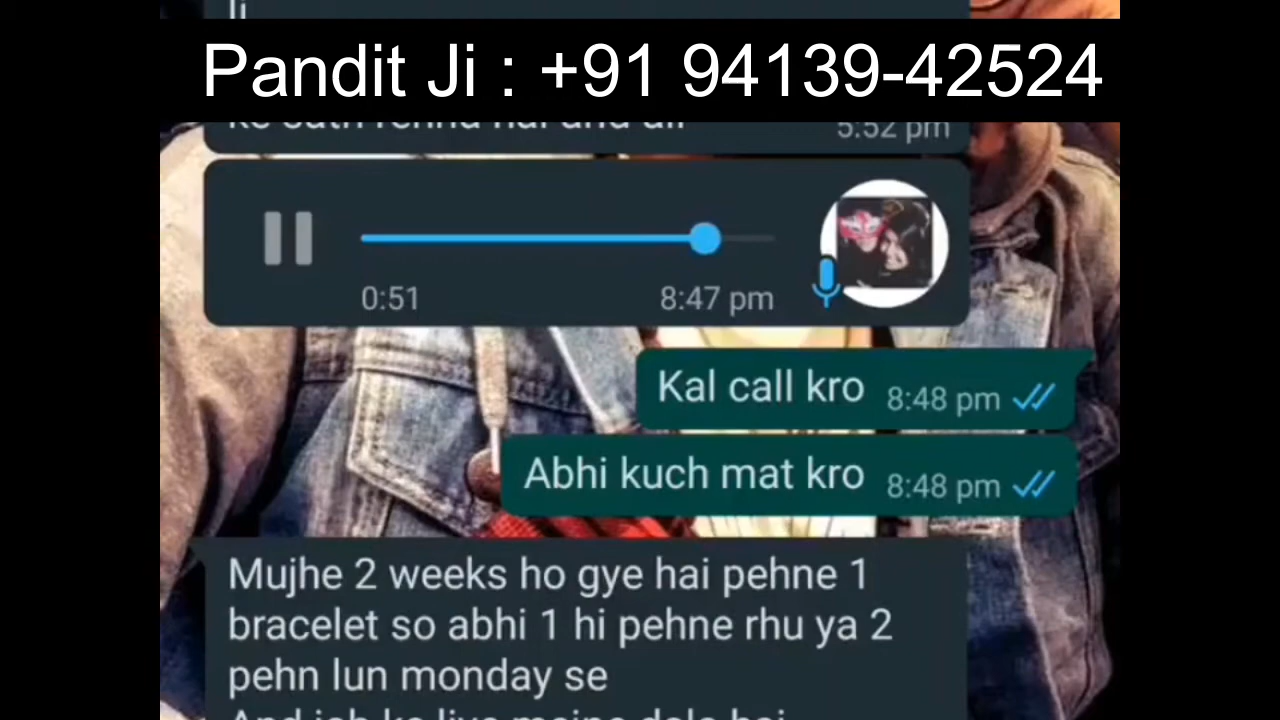 Pandit Ji : +91 94139-42524
5:52 pm
0:51 8:47 pm
Kal call kro 8:48 pm
Abhi kuch mat kro 8:48 pm
Mujhe 2 weeks ho gye hai pehne 1
bracelet so abhi 1 hi pehne rhu ya 2
pehn lun monday se